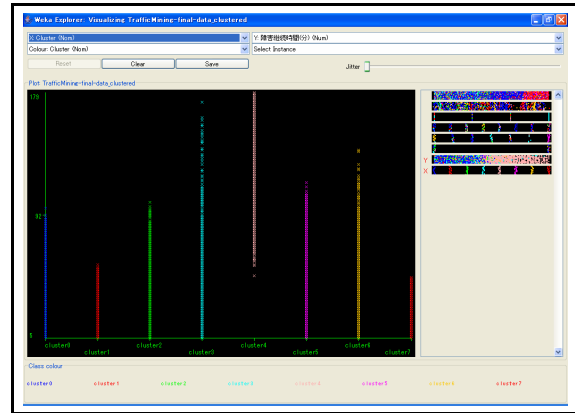 Weka Explorer: Visualizing TrafficMining-final-data_clustered
X: Cluster (Nom)
Y: 障害継続時間(分) (Num)
Colour: Cluster (Nom)
Select Instance
Reset
Clear
Save
Jitter
Plot: TrafficMining-final-data_clustered
179
92
5
cluster0
cluster1
cluster2
cluster3
cluster4
cluster5
cluster6
cluster7
Y
X
Class colour
cluster0
cluster1
cluster2
cluster3
cluster4
cluster5
cluster6
cluster7